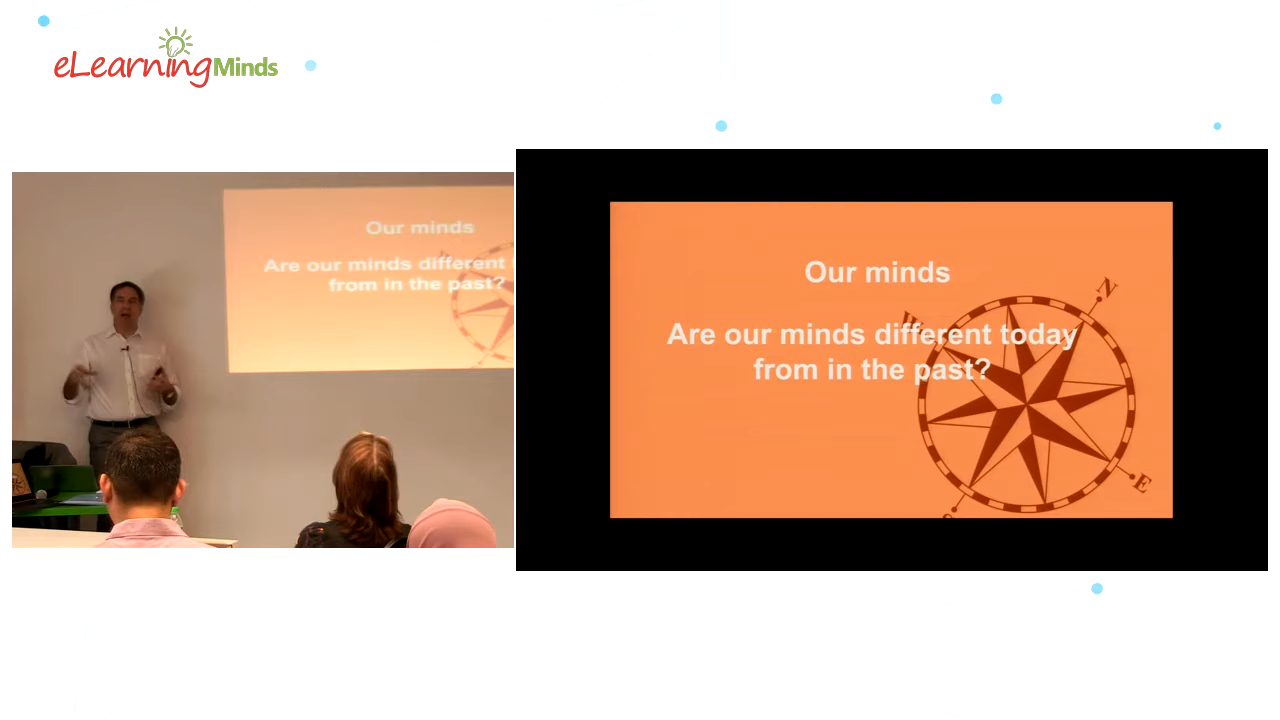 eLearningMinds
Our minds
Are our minds different
from in the past?
Our minds
Are our minds different today
from in the past?
N
W
E